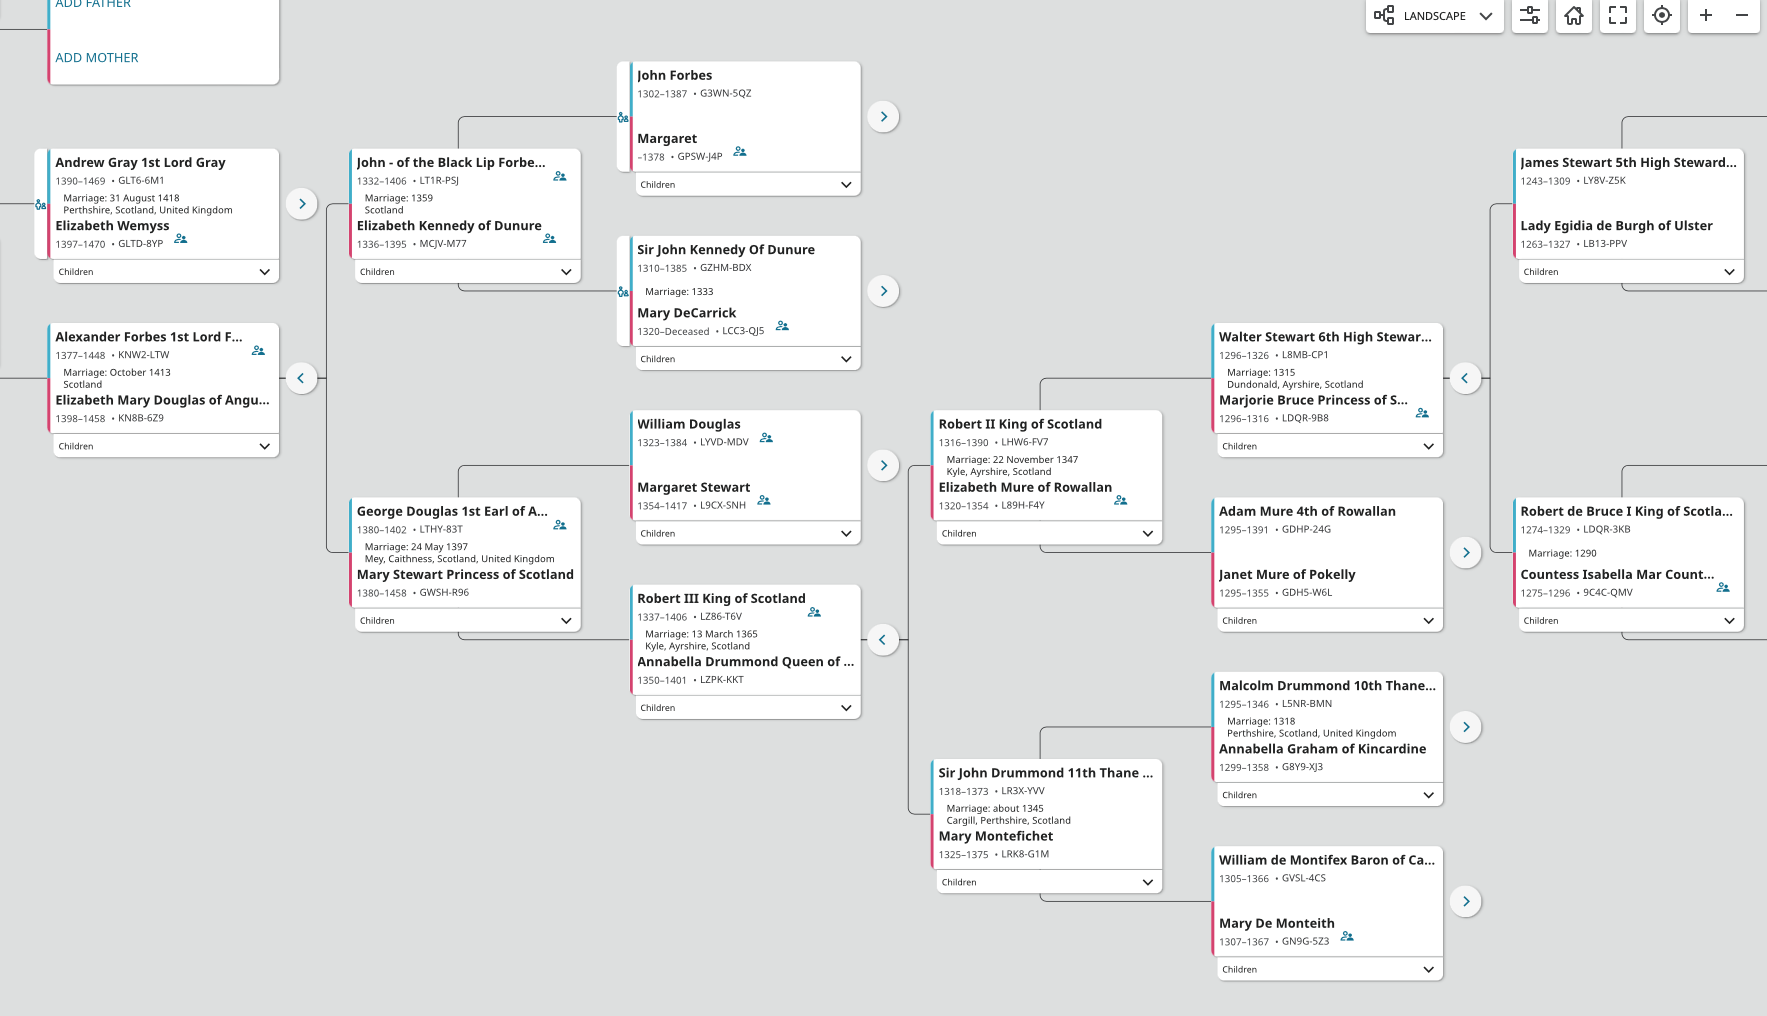 ADD FATHER
ADD MOTHER
LANDSCAPE
Andrew Gray 1st Lord Gray
1390–1469 • GLT6-6M1
Marriage: 31 August 1418
Perthshire, Scotland, United Kingdom
Elizabeth Wemyss
1397–1470 • GLTD-8YP
Children
Alexander Forbes 1st Lord F...
1377–1448 • KNW2-LTW
Marriage: October 1413
Scotland
Elizabeth Mary Douglas of Angu...
1398–1458 • KN8B-6Z9
Children
John - of the Black Lip Forbe...
1332–1406 • LT1R-PSJ
Marriage: 1359
Scotland
Elizabeth Kennedy of Dunure
1336–1395 • MCJV-M77
Children
George Douglas 1st Earl of A...
1380–1402 • LTHY-83T
Marriage: 24 May 1397
Mey, Caithness, Scotland, United Kingdom
Mary Stewart Princess of Scotland
1380–1458 • GWSH-R96
Children
John Forbes
1302–1387 • G3WN-5QZ
Margaret
–1378 • GPSW-J4P
Children
Sir John Kennedy Of Dunure
1310–1385 • GZHM-BDX
Marriage: 1333
Mary DeCarrick
1320–Deceased • LCC3-QJ5
Children
William Douglas
1323–1384 • LYVD-MDV
Margaret Stewart
1354–1417 • L9CX-SNH
Children
Robert III King of Scotland
1337–1406 • LZ86-T6V
Marriage: 13 March 1365
Kyle, Ayrshire, Scotland
Annabella Drummond Queen of ...
1350–1401 • LZPK-KKT
Children
Robert II King of Scotland
1316–1390 • LHW6-FV7
Marriage: 22 November 1347
Kyle, Ayrshire, Scotland
Elizabeth Mure of Rowallan
1320–1354 • L89H-F4Y
Children
Sir John Drummond 11th Thane ...
1318–1373 • LR3X-YVV
Marriage: about 1345
Cargill, Perthshire, Scotland
Mary Montefichet
1325–1375 • LRK8-G1M
Children
Walter Stewart 6th High Stewar...
1296–1326 • L8MB-CP1
Marriage: 1315
Dundonald, Ayrshire, Scotland
Marjorie Bruce Princess of S...
1296–1316 • LDQR-9B8
Children
Adam Mure 4th of Rowallan
1295–1391 • GDHP-24G
Janet Mure of Pokelly
1295–1355 • GDH5-W6L
Children
Malcolm Drummond 10th Thane...
1295–1346 • L5NR-BMN
Marriage: 1318
Perthshire, Scotland, United Kingdom
Annabella Graham of Kincardine
1299–1358 • G8Y9-XJ3
Children
William de Montifex Baron of Ca...
1305–1366 • GVSL-4CS
Mary De Monteith
1307–1367 • GN9G-5Z3
Children
James Stewart 5th High Steward...
1243–1309 • LY8V-Z5K
Lady Egidia de Burgh of Ulster
1263–1327 • LB13-PPV
Children
Robert de Bruce I King of Scotla...
1274–1329 • LDQR-3KB
Marriage: 1290
Countess Isabella Mar Count...
1275–1296 • 9C4C-QMV
Children